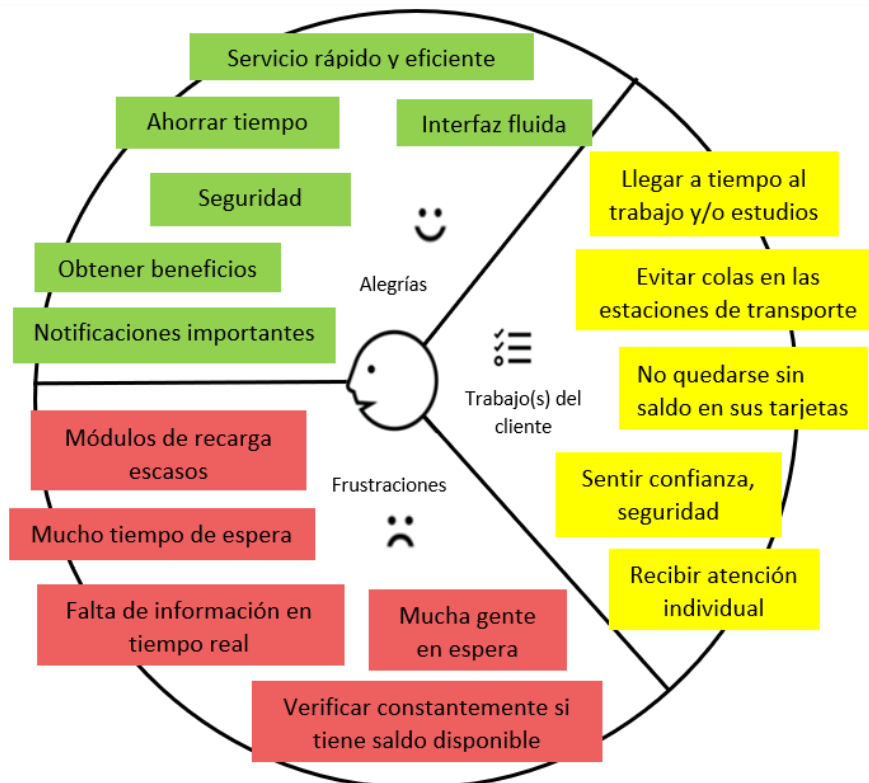 Servicio rápido y eficiente
Ahorrar tiempo
Interfaz fluida
Seguridad
Obtener beneficios
Notificaciones importantes
Alegrías
Llegar a tiempo al
trabajo y/o estudios
Evitar colas en las
estaciones de transporte
No quedarse sin
saldo en sus tarjetas
Sentir confianza,
seguridad
Recibir atención
individual
Trabajo(s) del
cliente
Frustraciones
Módulos de recarga
escasos
Mucho tiempo de espera
Falta de información en
tiempo real
Mucha gente
en espera
Verificar constantemente si
tiene saldo disponible